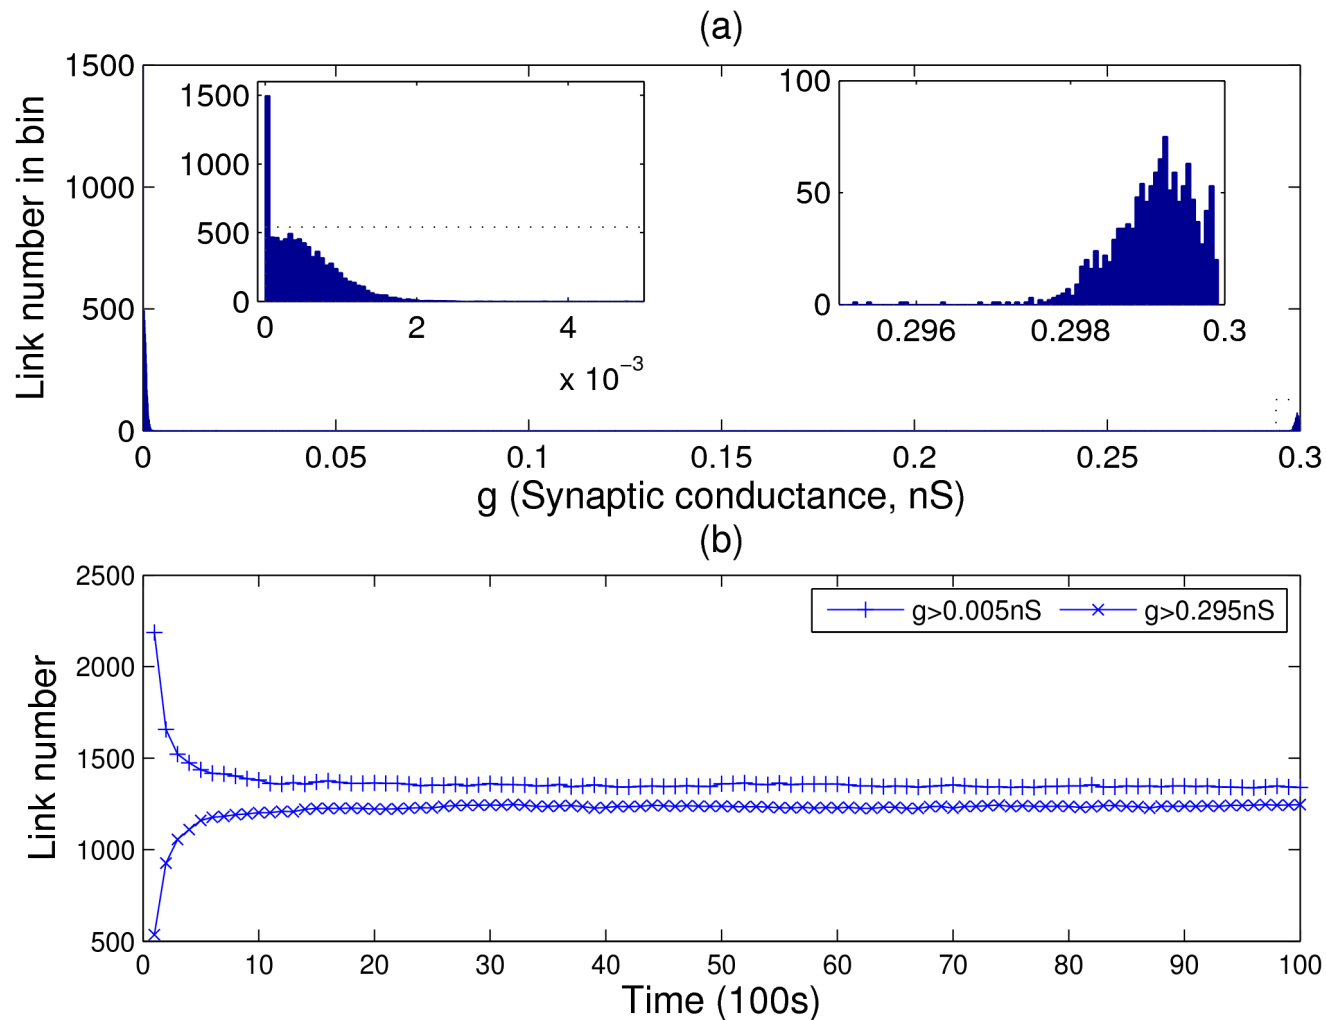 (a)
Link number in bin
1500
1000
500
0
0 0.05 0.1 0.15 0.2 0.25 0.3
g (Synaptic conductance, nS)
1500
1000
500
0
0 2 4
x 10⁻³
100
50
0
0.296 0.298 0.3
(b)
Link number
2500
2000
1500
1000
500
0 10 20 30 40 50 60 70 80 90 100
Time (100s)
g>0.005nS g>0.295nS